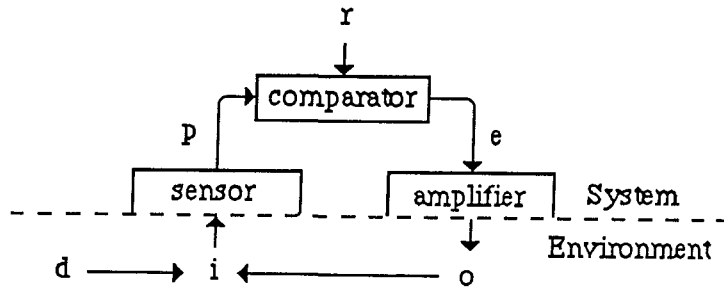 r
comparator
p
e
sensor
amplifier
System
Environment
d
i
o